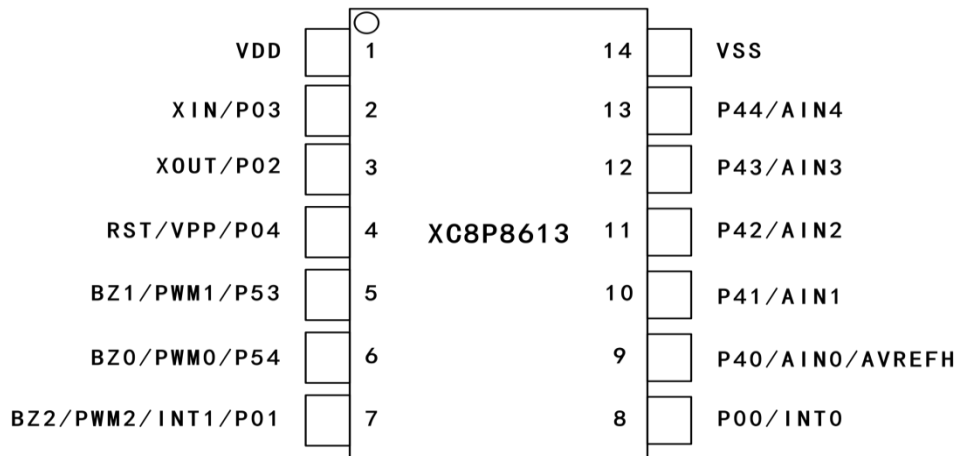 VDD 1 14 VSS
XIN/P03 2 13 P44/AIN4
XOUT/P02 3 12 P43/AIN3
RST/VPP/P04 4 XC8P8613 11 P42/AIN2
BZ1/PWM1/P53 5 10 P41/AIN1
BZ0/PWM0/P54 6 9 P40/AIN0/AVREFH
BZ2/PWM2/INT1/P01 7 8 P00/INT0